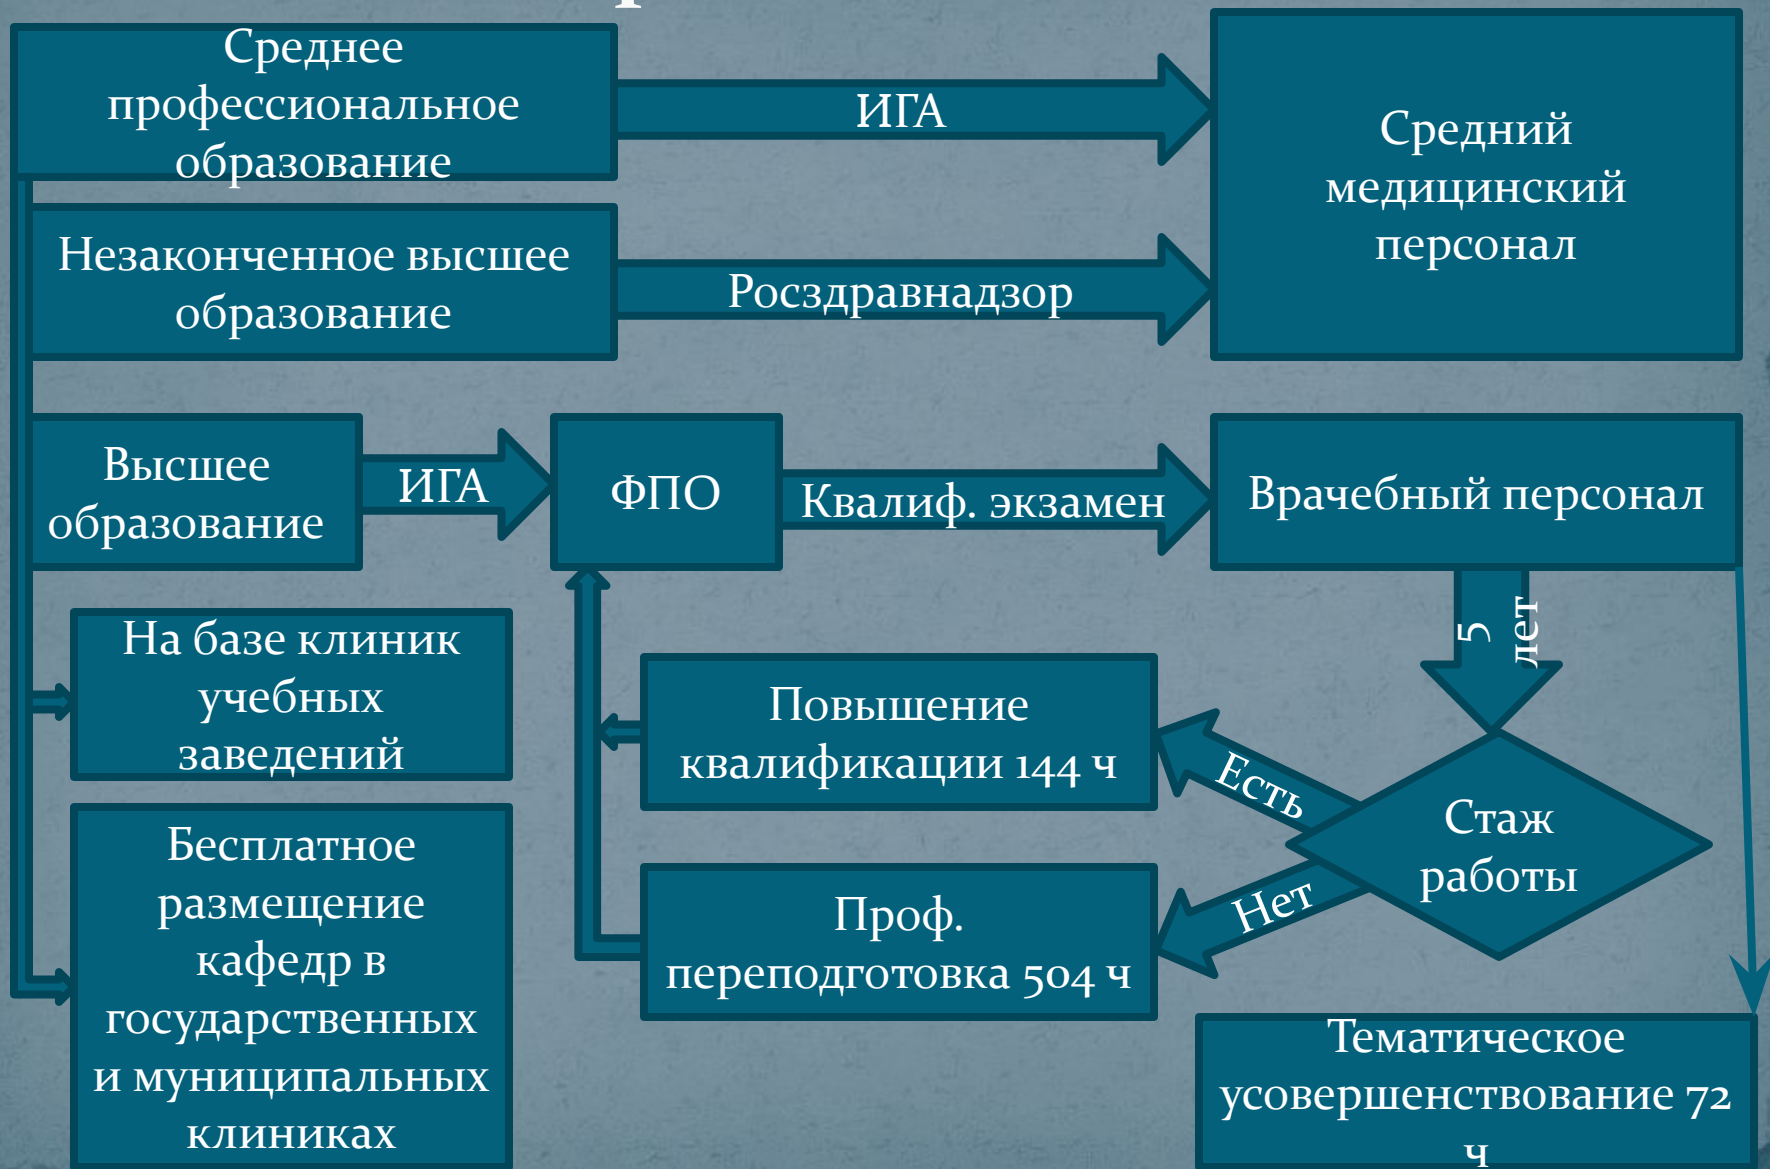 Среднее
профессиональное
образование
ИГА
Средний
медицинский
персонал
Незаконченное высшее
образование
Росздравнадзор
Высшее
образование
ИГА
ФПО
Квалиф. экзамен
Врачебный персонал
5
лет
На базе клиник
учебных
заведений
Повышение
квалификации 144 ч
Есть
Стаж
работы
Нет
Проф.
переподготовка 504 ч
Бесплатное
размещение
кафедр в
государственных
и муниципальных
клиниках
Тематическое
усовершенствование 72
ч